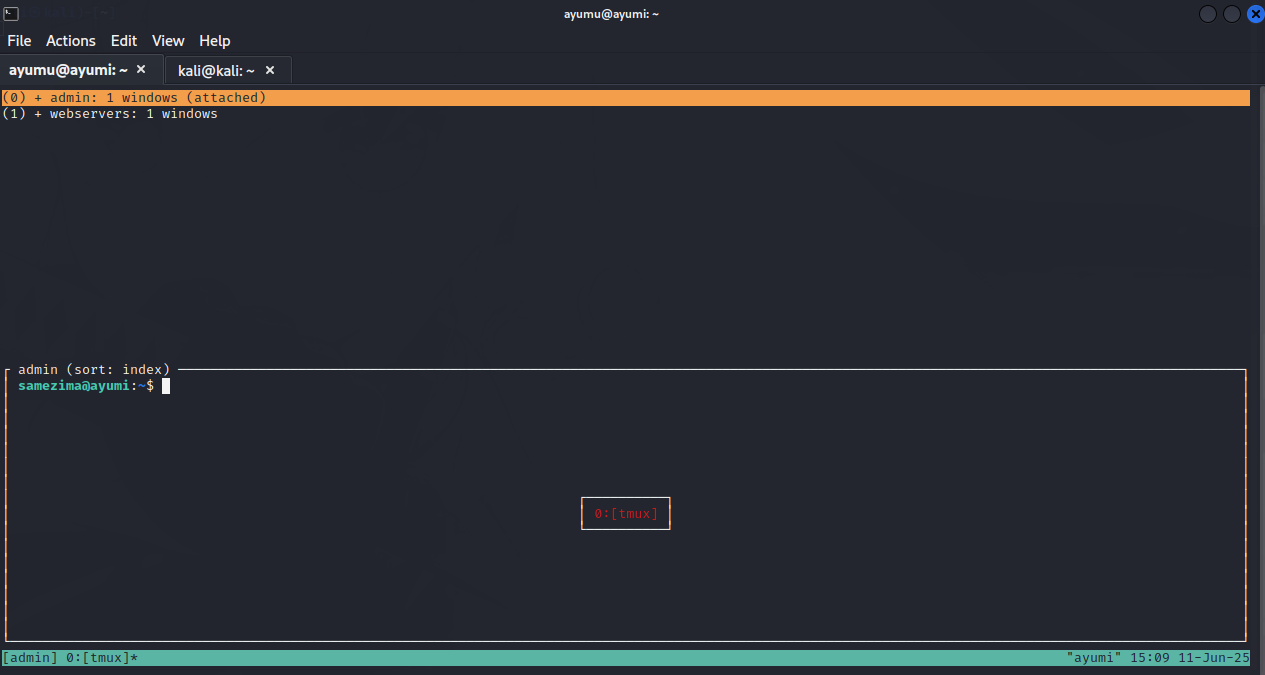 ayumu@ayumi: ~
File Actions Edit View Help
ayumu@ayumi: ~ × kali@kali: ~ ×
(0) + admin: 1 windows (attached)
(1) + webservers: 1 windows
admin (sort: index)
samezima@ayumi:~$
0:[tmux]
[admin] 0:[tmux]* "ayumi" 15:09 11-Jun-25